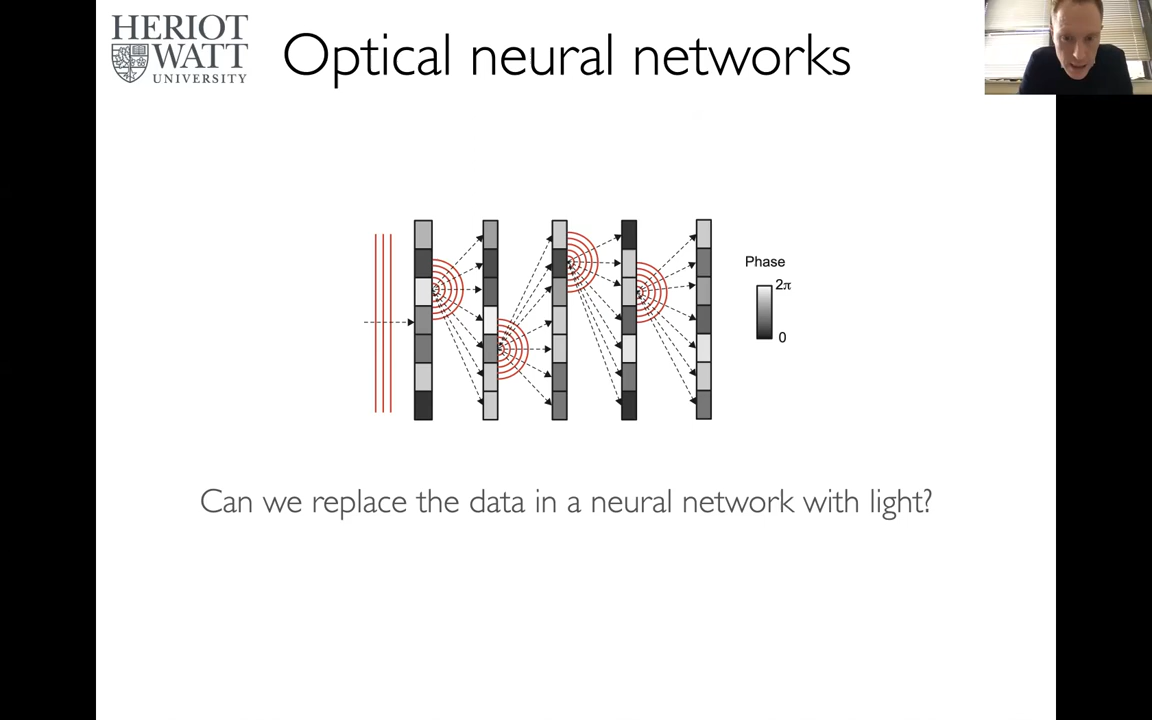 HERIOT
WATT
UNIVERSITY
Optical neural networks
Phase
2π
0
Can we replace the data in a neural network with light?